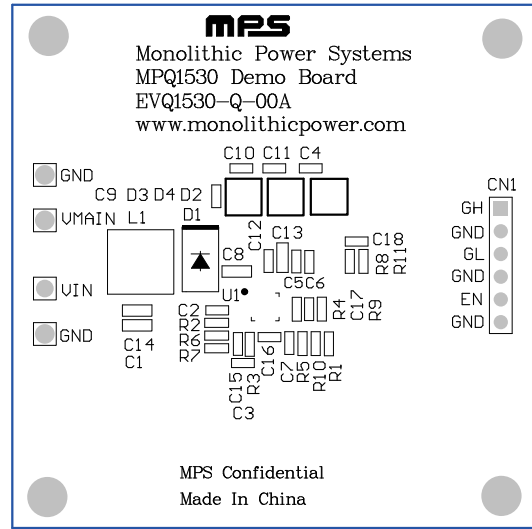 MPS
Monolithic Power Systems
MPQ1530 Demo Board
EVQ1530-Q-00A
www.monolithicpower.com
C10 C11 C4
GND
C9 D3 D4 D2
CN1
VMAIN L1
D1
GH
GND
GL
GND
EN
GND
C12
C13
C18
R8
R118
C8
C5 C6
VIN
U1
C2
R2
R6
R7
R4
C17
R9
GND
C14
C1
C15
R3
C16
C7
R5
R10
R1
C3
MPS Confidential
Made In China